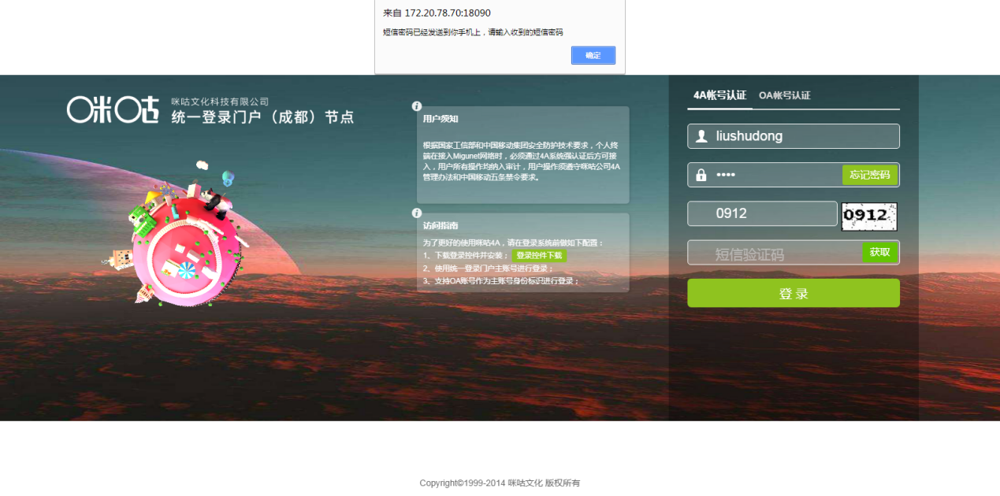 来自 172.20.78.70:18090
短信密码已经发送到你手机上，请输入收到的短信密码
确定
咪咕
咪咕文化科技有限公司
统一登录门户（成都）节点
用户须知
根据国家工信部和中国移动集团安全防护技术要求，个人终
端在接入Migunet网络时，必须通过4A系统强认证后方可接
入，用户所有操作均纳入审计，用户操作须遵守咪咕公司4A
管理办法和中国移动五条禁令要求。
访问指南
为了更好的使用咪咕4A，请在登录系统前做如下配置：
1、下载登录控件并安装； 登录控件下载
2、使用统一登录门户主账号进行登录；
3、支持OA账号作为主账号身份标识进行登录；
4A帐号认证 OA帐号认证
liushudong
•••• 忘记密码
0912 0912
短信验证码 获取
登 录
Copyright©1999-2014 咪咕文化 版权所有